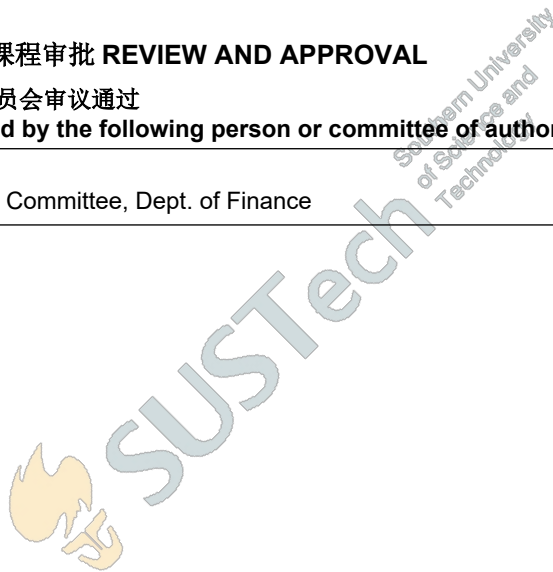 课程审批 REVIEW AND APPROVAL
员会审议通过
d by the following person or committee of author
Committee, Dept. of Finance
SUSTech
Southern University
of Science and
Technology